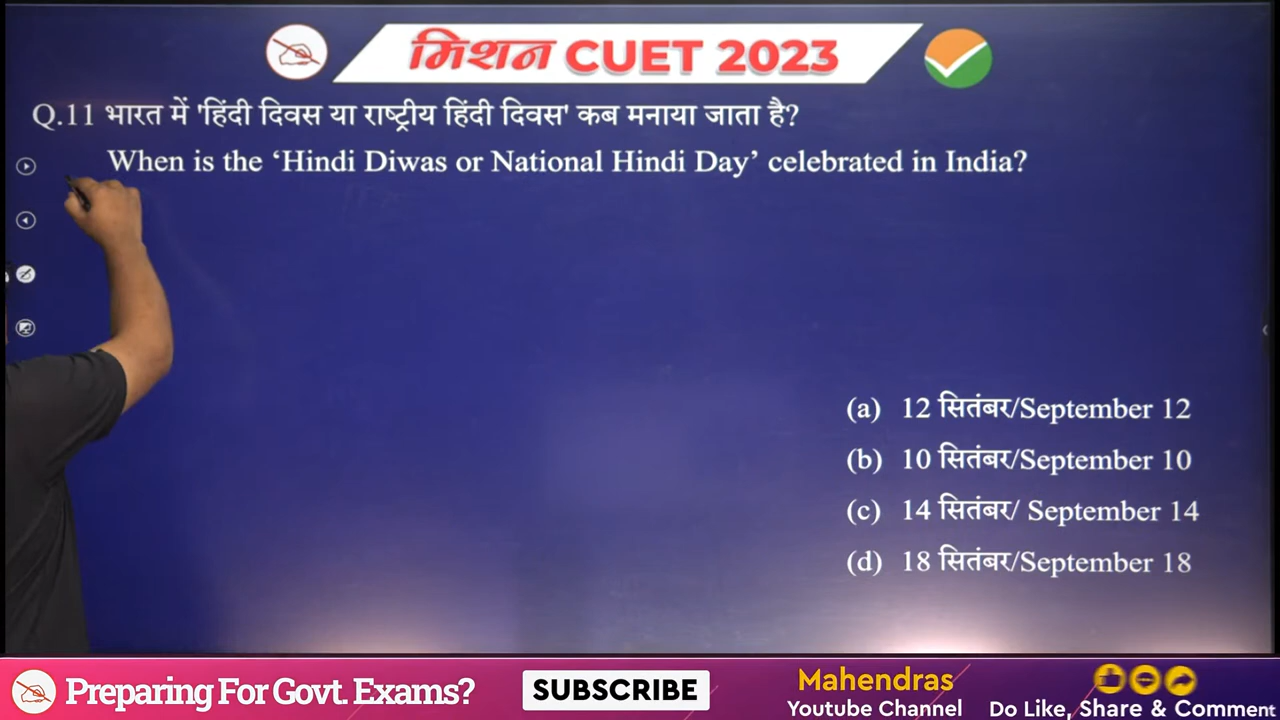 मिशन CUET 2023
Q.11 भारत में 'हिंदी दिवस या राष्ट्रीय हिंदी दिवस' कब मनाया जाता है?
When is the ‘Hindi Diwas or National Hindi Day’ celebrated in India?
(a) 12 सितंबर/September 12
(b) 10 सितंबर/September 10
(c) 14 सितंबर/ September 14
(d) 18 सितंबर/September 18
Preparing For Govt. Exams?
SUBSCRIBE
Mahendras
Youtube Channel
Do Like, Share & Comment